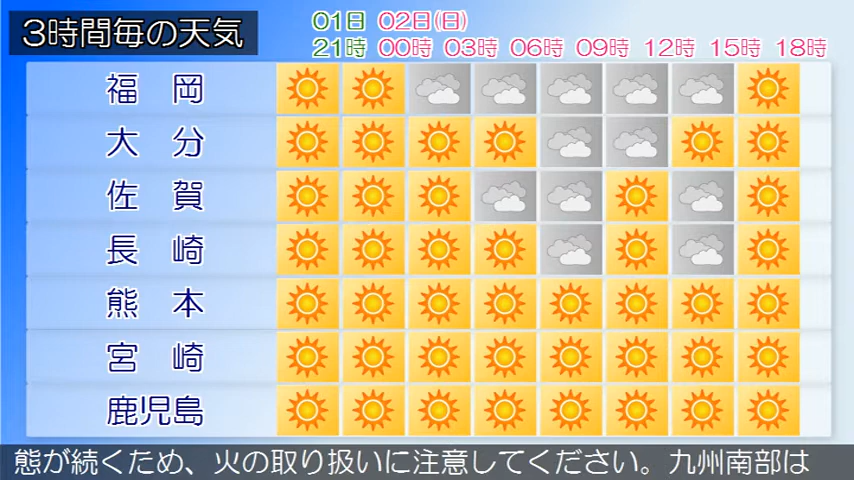 3時間毎の天気
01日 02日(日)
21時 00時 03時 06時 09時 12時 15時 18時
福 岡
大 分
佐 賀
長 崎
熊 本
宮 崎
鹿児島
態が続くため、火の取り扱いに注意してください。九州南部は